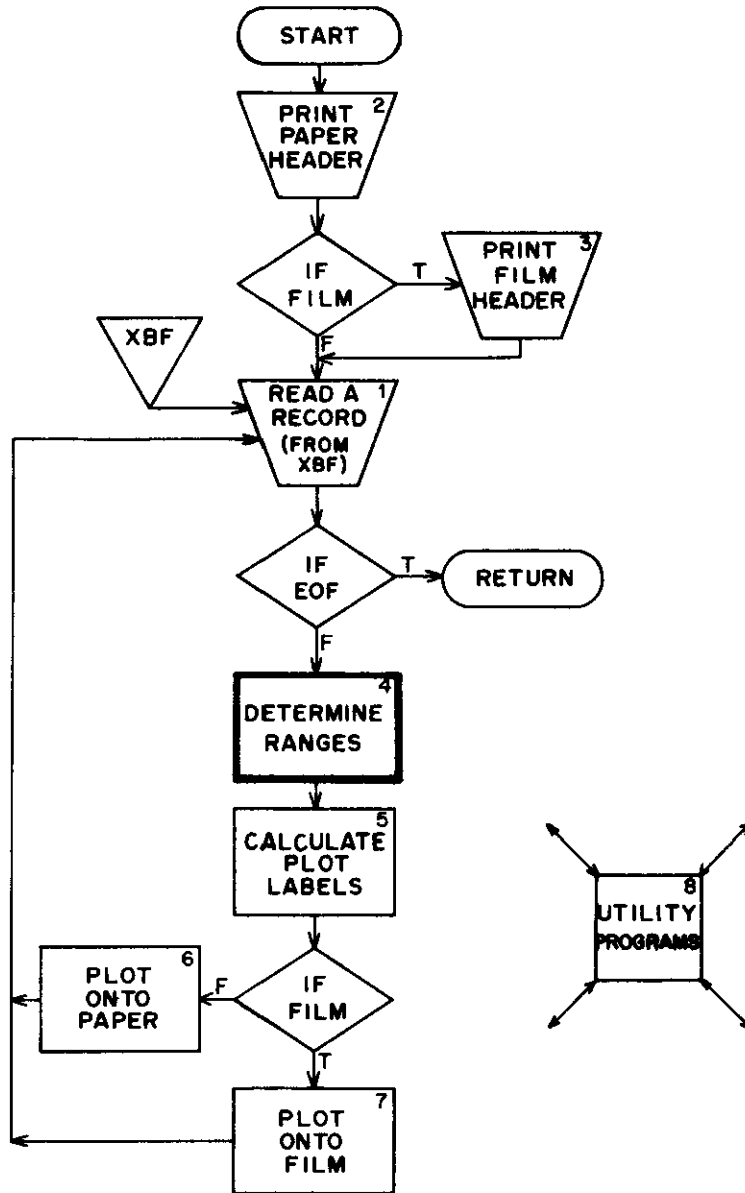 START
2
PRINT
PAPER
HEADER
IF
FILM
T
F
3
PRINT
FILM
HEADER
XBF
1
READ A
RECORD
(FROM
XBF)
IF
EOF
T
F
RETURN
4
DETERMINE
RANGES
5
CALCULATE
PLOT
LABELS
8
UTILITY
PROGRAMS
6
PLOT
ONTO
PAPER
F
IF
FILM
T
7
PLOT
ONTO
FILM